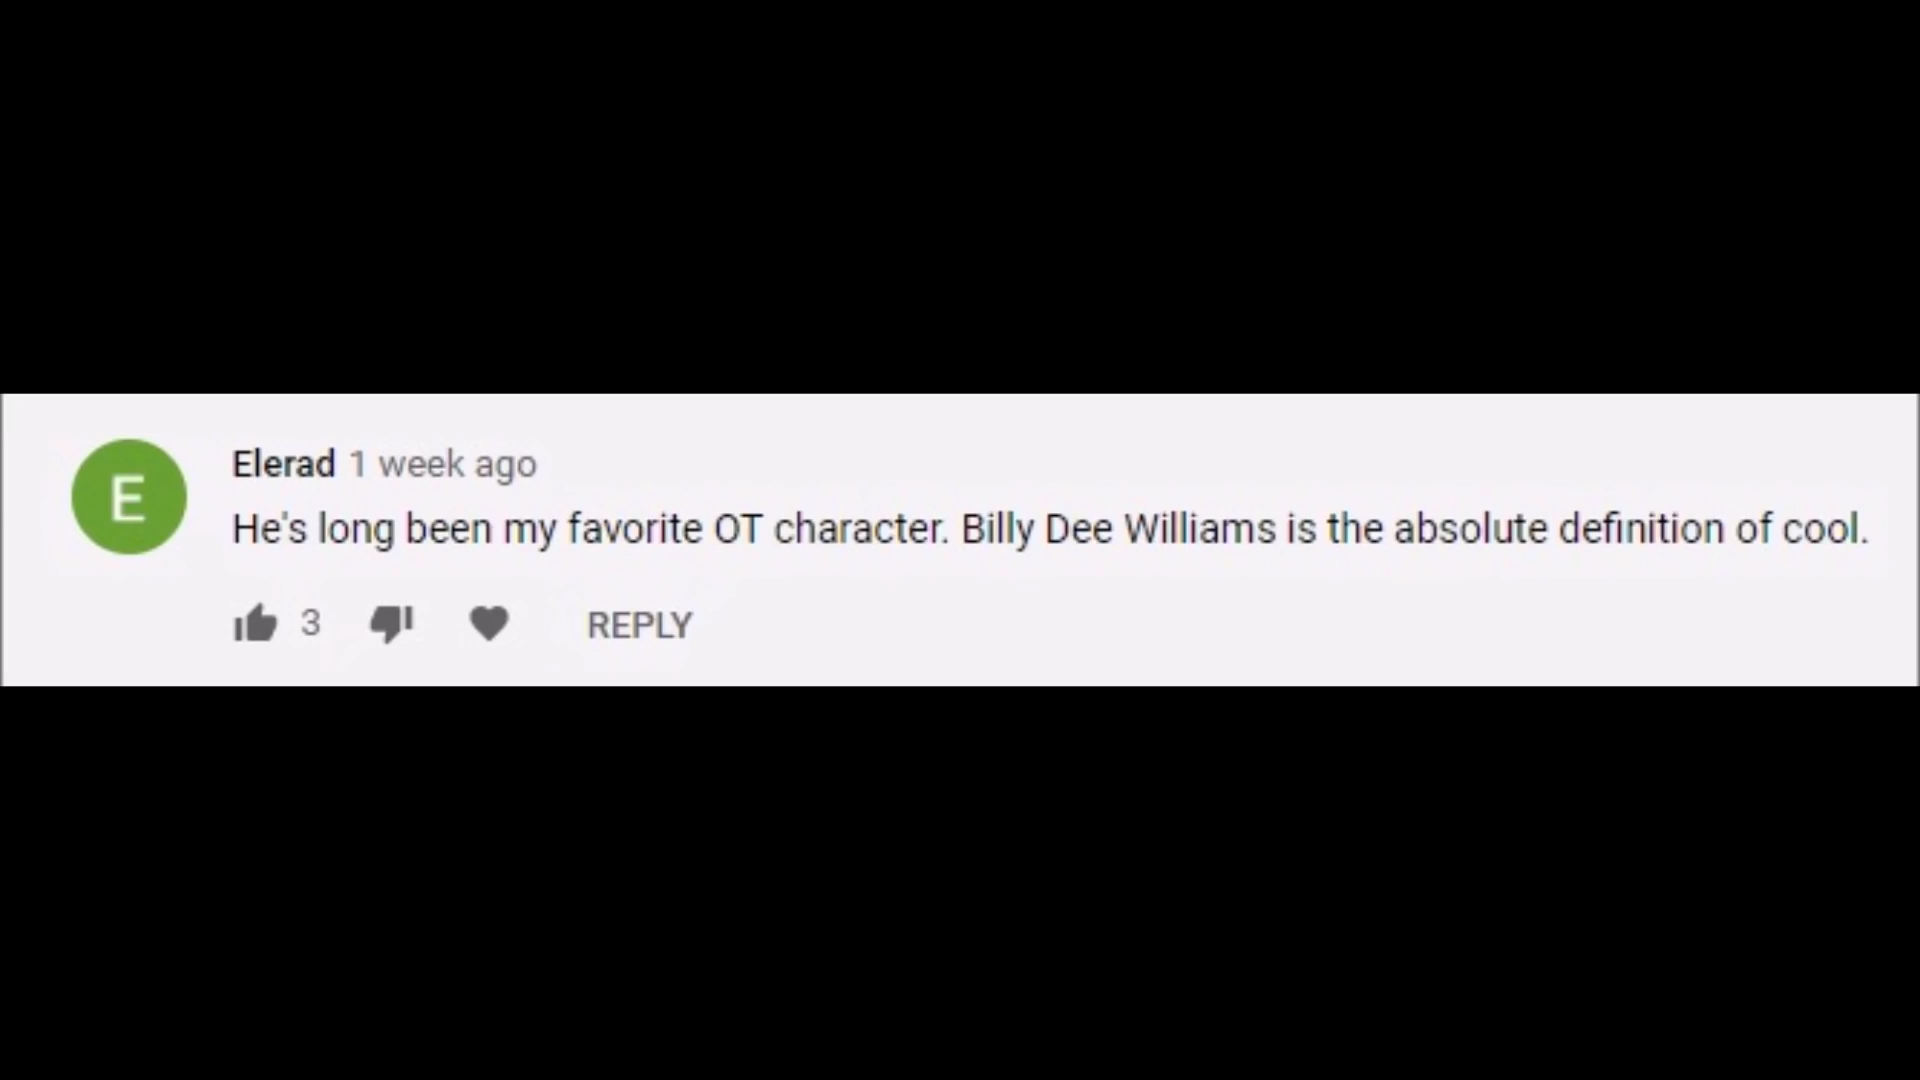 E
Elerad 1 week ago
He's long been my favorite OT character. Billy Dee Williams is the absolute definition of cool.
3 REPLY